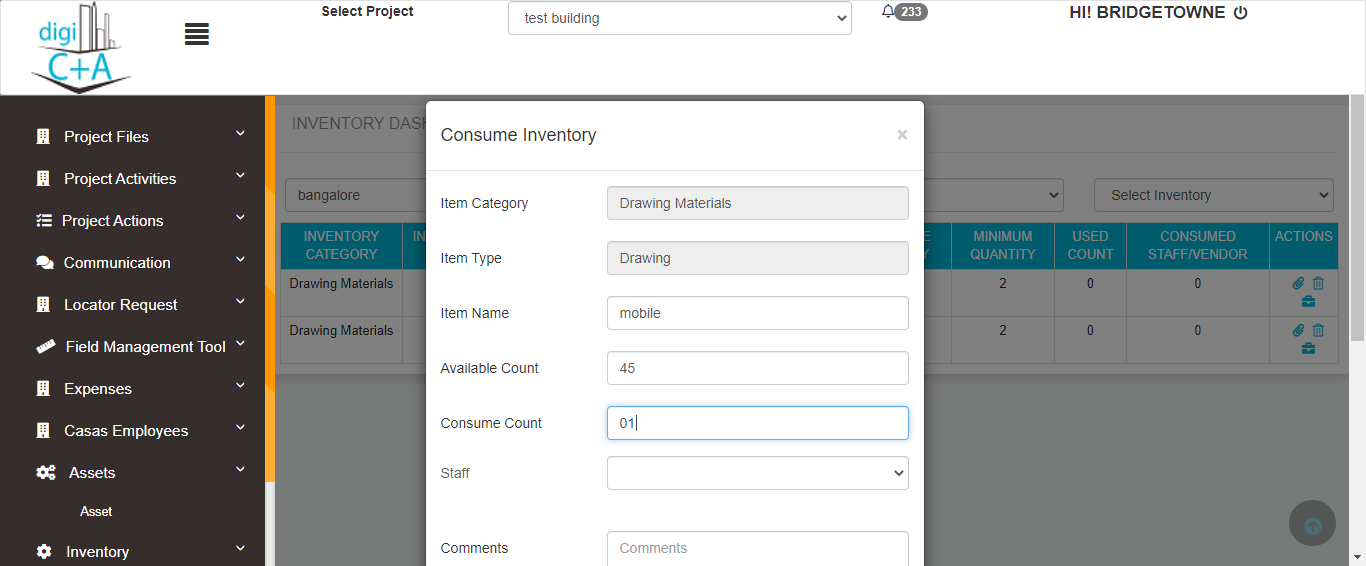 digi
C+A
Select Project
test building
233
HI! BRIDGETOWNE
Project Files
Project Activities
Project Actions
Communication
Locator Request
Field Management Tool
Expenses
Casas Employees
Assets
Asset
Inventory
INVENTORY
bangalore
Select Inventory
INVENTORY CATEGORY
MINIMUM QUANTITY
USED COUNT
CONSUMED STAFF/VENDOR
ACTIONS
Drawing Materials
2
0
0
Drawing Materials
2
0
0
Consume Inventory
×
Item Category
Drawing Materials
Item Type
Drawing
Item Name
mobile
Available Count
45
Consume Count
01
Staff
Comments
Comments